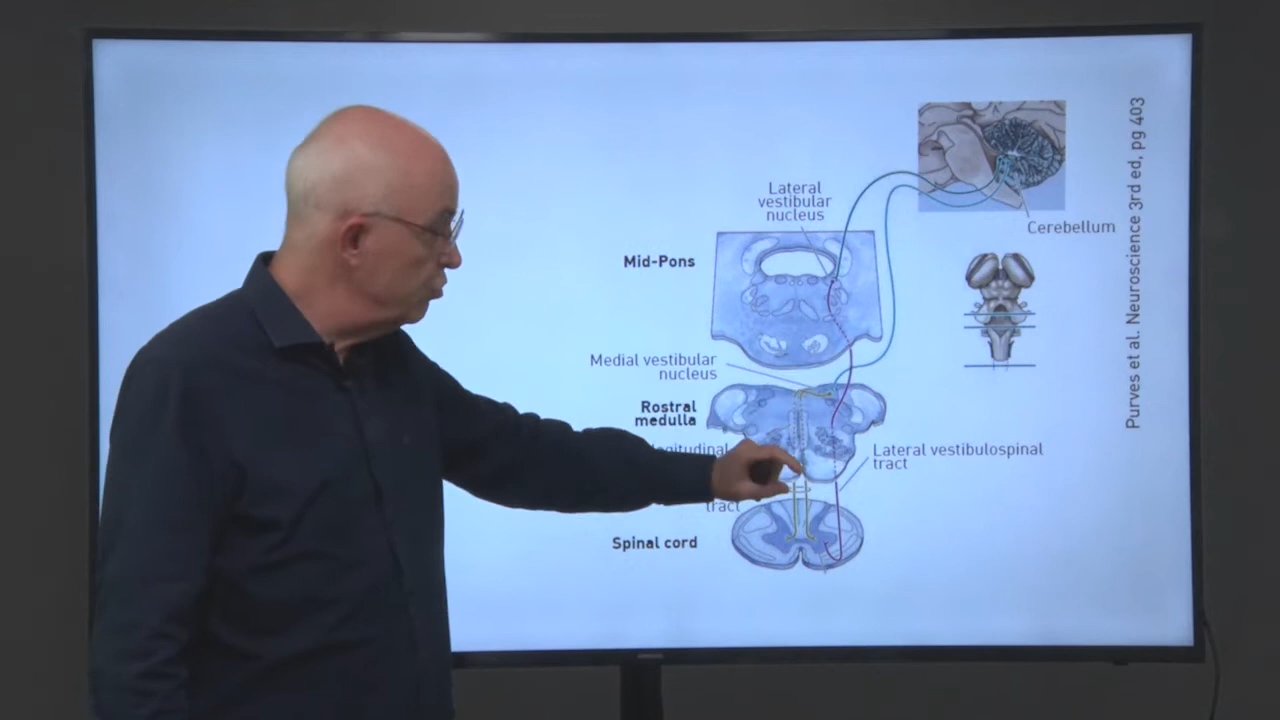 Lateral
vestibular
nucleus
Cerebellum
Mid-Pons
Medial vestibular
nucleus
Rostral
medulla
Lateral vestibulospinal
tract
tract
Spinal cord
Purves et al. Neuroscience 3rd ed, pg 403